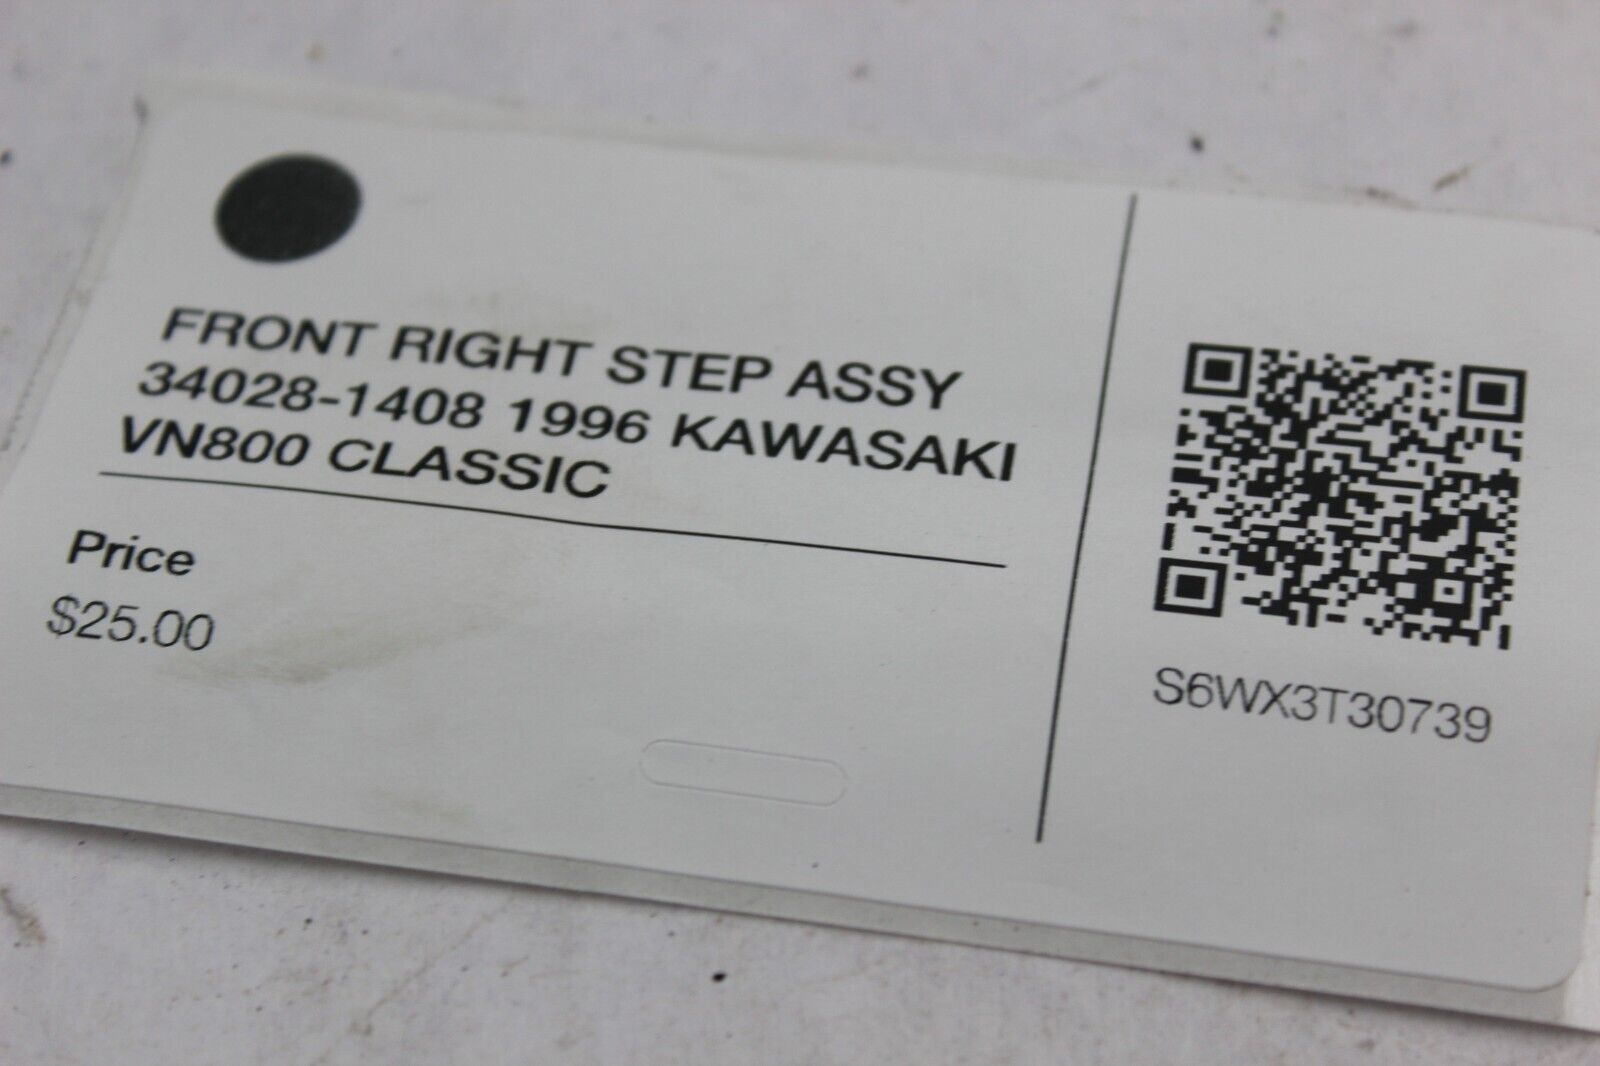 FRONT RIGHT STEP ASSY
34028-1408 1996 KAWASAKI
VN800 CLASSIC
Price
$25.00
S6WX3T30739